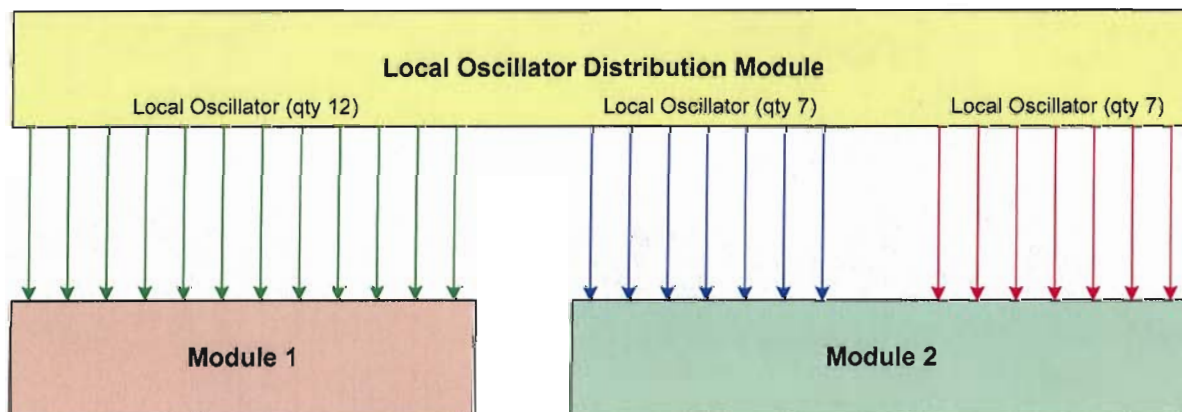 Local Oscillator Distribution Module
Local Oscillator (qty 12)
Local Oscillator (qty 7)
Local Oscillator (qty 7)
Module 1
Module 2